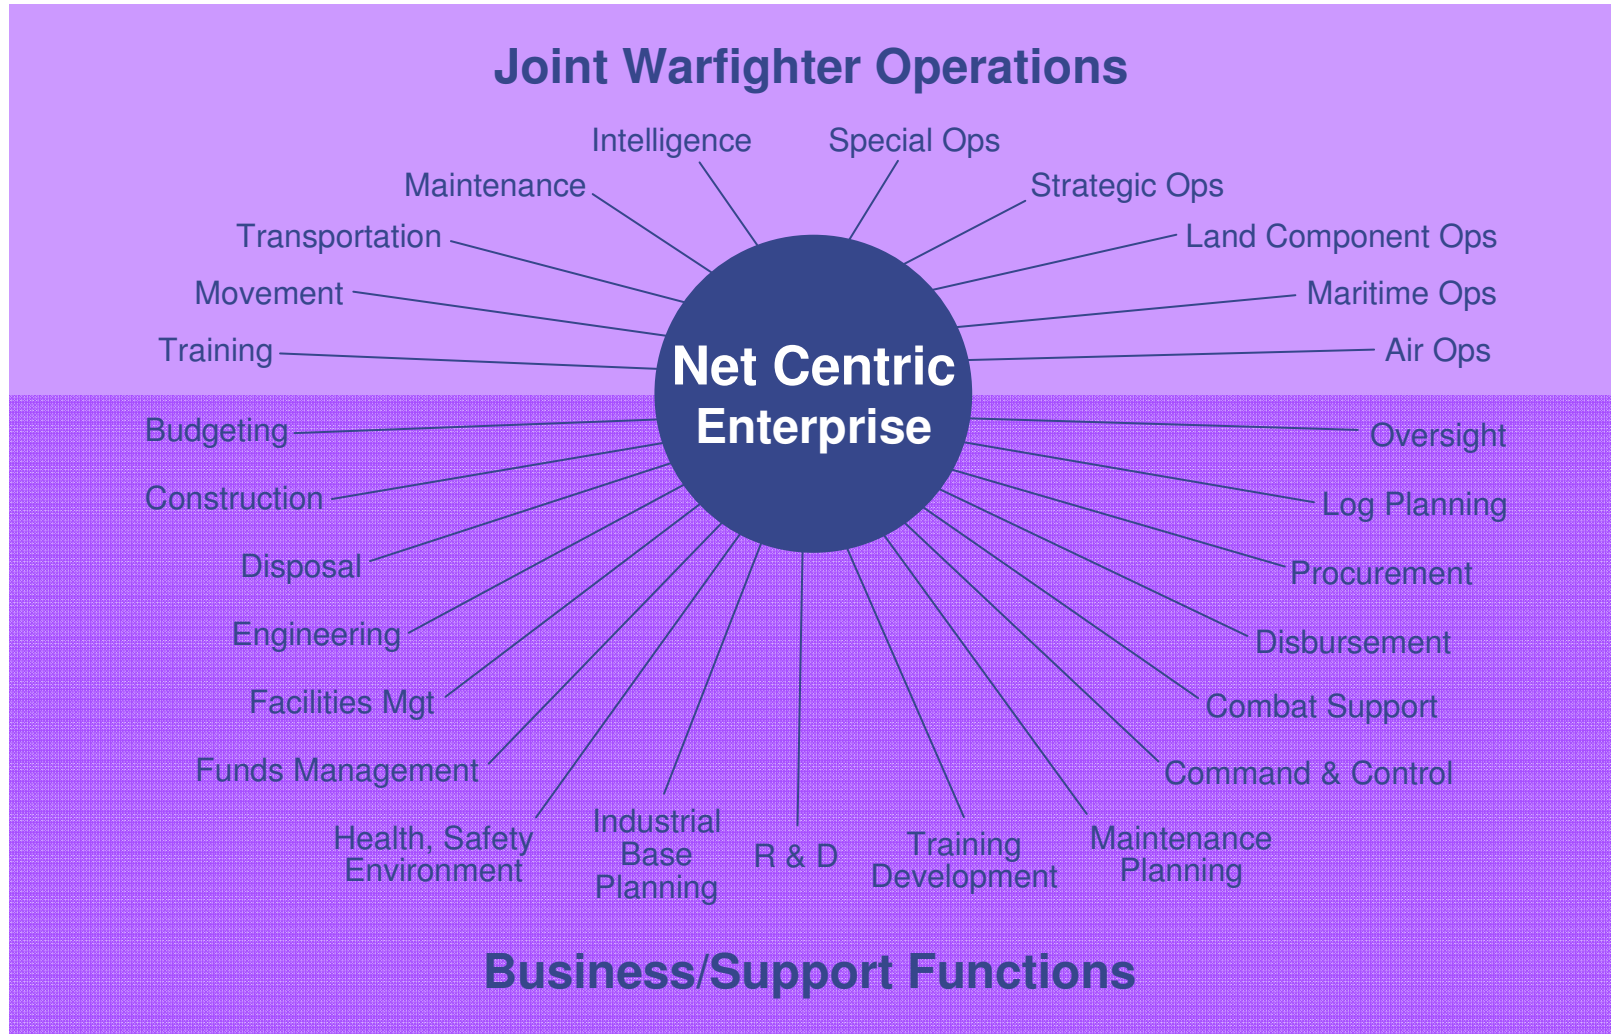 Joint Warfighter Operations
Intelligence
Special Ops
Maintenance
Strategic Ops
Transportation
Land Component Ops
Movement
Maritime Ops
Training
Air Ops
Net Centric
Enterprise
Budgeting
Oversight
Construction
Log Planning
Disposal
Procurement
Engineering
Disbursement
Facilities Mgt
Combat Support
Funds Management
Command & Control
Health, Safety
Environment
Industrial
Base
Planning
R & D
Training
Development
Maintenance
Planning
Business/Support Functions